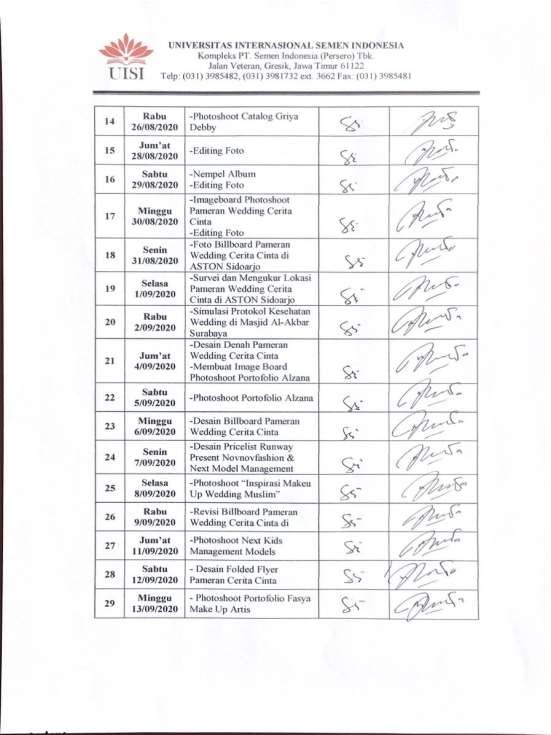 UISI
UNIVERSITAS INTERNASIONAL SEMEN INDONESIA
Kompleks PT. Semen Indonesia (Persero) Tbk.
Jalan Veteran, Gresik, Jawa Timur 61122
Telp: (031) 3985482, (031) 3981732 ext. 3662 Fax: (031) 3985481
14
Rabu
26/08/2020
-Photoshoot Catalog Griya
Debby
15
Jum'at
28/08/2020
-Editing Foto
16
Sabtu
29/08/2020
-Nempel Album
-Editing Foto
17
Minggu
30/08/2020
-Imageboard Photoshoot
Pameran Wedding Cerita
Cinta
-Editing Foto
18
Senin
31/08/2020
-Foto Billboard Pameran
Wedding Cerita Cinta di
ASTON Sidoarjo
19
Selasa
1/09/2020
-Survei dan Mengukur Lokasi
Pameran Wedding Cerita
Cinta di ASTON Sidoarjo
20
Rabu
2/09/2020
-Simulasi Protokol Kesehatan
Wedding di Masjid Al-Akbar
Surabaya
21
Jum'at
4/09/2020
-Desain Denah Pameran
Wedding Cerita Cinta
-Membuat Image Board
Photoshoot Portofolio Alzana
22
Sabtu
5/09/2020
-Photoshoot Portofolio Alzana
23
Minggu
6/09/2020
-Desain Billboard Pameran
Wedding Cerita Cinta
24
Senin
7/09/2020
-Desain Pricelist Runway
Present Novnovfashion &
Next Model Management
25
Selasa
8/09/2020
-Photoshoot "Inspirasi Makeu
Up Wedding Muslim"
26
Rabu
9/09/2020
-Revisi Billboard Pameran
Wedding Cerita Cinta di
27
Jum'at
11/09/2020
-Photoshoot Next Kids
Management Models
28
Sabtu
12/09/2020
- Desain Folded Flyer
Pameran Cerita Cinta
29
Minggu
13/09/2020
- Photoshoot Portofolio Fasya
Make Up Artis